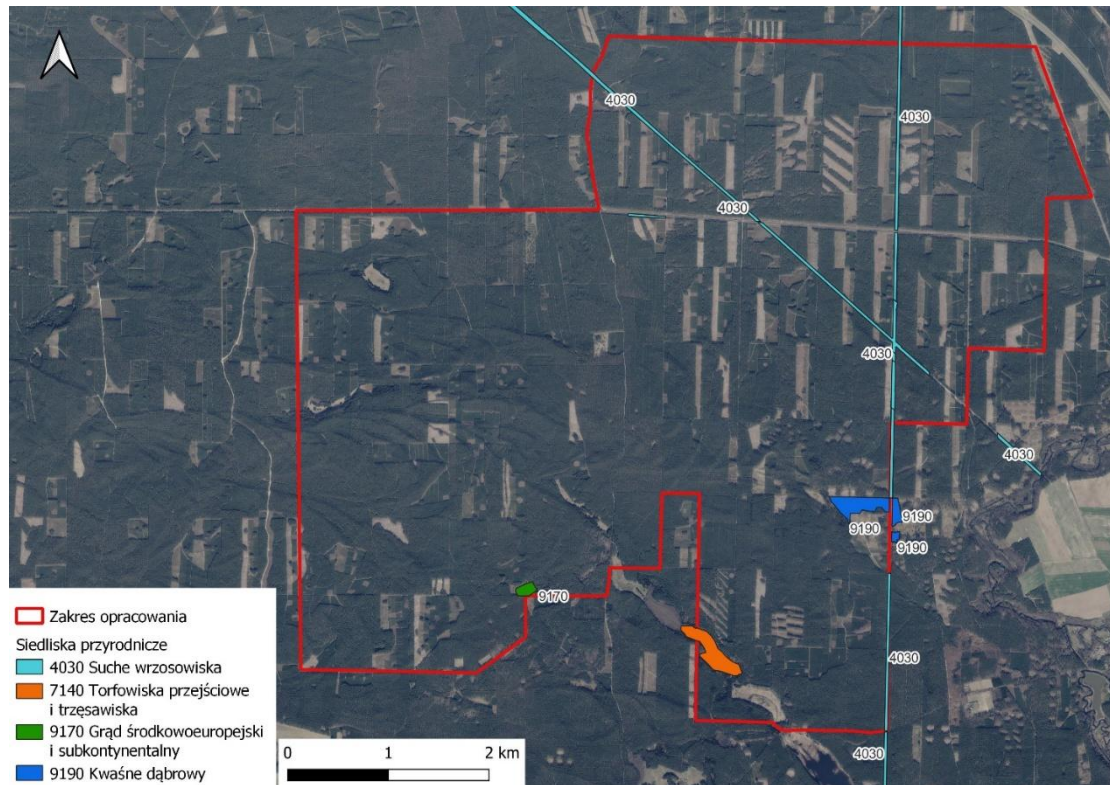 4030
4030
4030
4030
4030
9190
9190
9190
9170
4030
4030
Zakres opracowania
Siedliska przyrodnicze
4030 Suche wrzosowiska
7140 Torfowiska przejściowe
i trzęsawiska
9170 Grąd środkowoeuropejski
i subkontynentalny
9190 Kwaśne dąbrowy
0 1 2 km